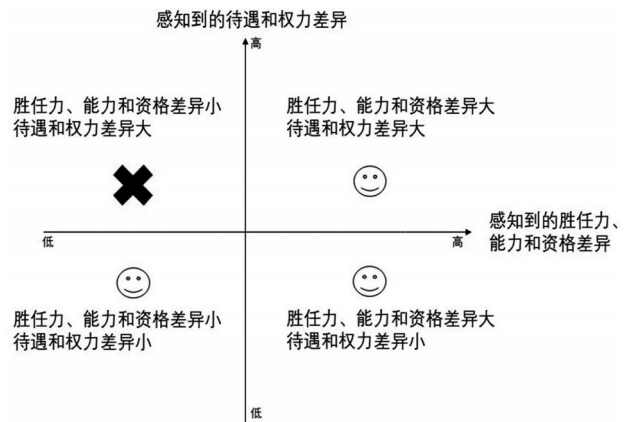 感知到的待遇和权力差异
高
胜任力、能力和资格差异小
待遇和权力差异大
胜任力、能力和资格差异大
待遇和权力差异大
感知到的胜任力、
能力和资格差异
低
高
胜任力、能力和资格差异小
待遇和权力差异小
胜任力、能力和资格差异大
待遇和权力差异小
低